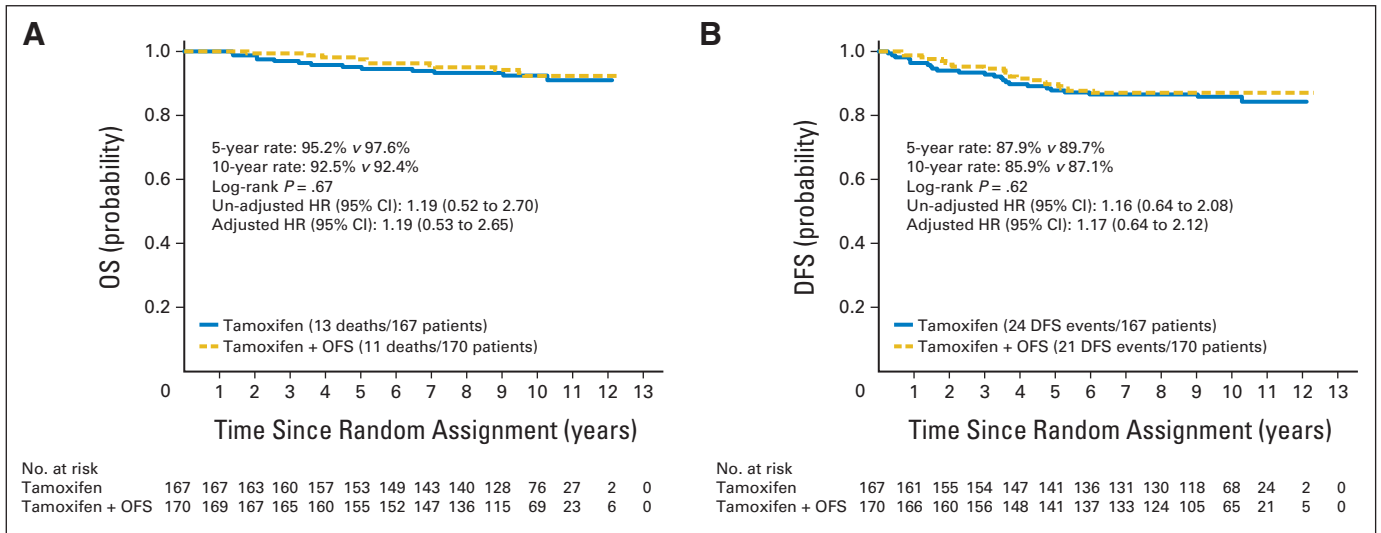 A
OS (probability)
1.0
0.8
0.6
0.4
0.2
0
5-year rate: 95.2% v 97.6%
10-year rate: 92.5% v 92.4%
Log-rank P = .67
Un-adjusted HR (95% CI): 1.19 (0.52 to 2.70)
Adjusted HR (95% CI): 1.19 (0.53 to 2.65)
Tamoxifen (13 deaths/167 patients)
Tamoxifen + OFS (11 deaths/170 patients)
1 2 3 4 5 6 7 8 9 10 11 12 13
Time Since Random Assignment (years)
No. at risk
Tamoxifen 167 167 163 160 157 153 149 143 140 128 76 27 2 0
Tamoxifen + OFS 170 169 167 165 160 155 152 147 136 115 69 23 6 0
B
DFS (probability)
1.0
0.8
0.6
0.4
0.2
0
5-year rate: 87.9% v 89.7%
10-year rate: 85.9% v 87.1%
Log-rank P = .62
Un-adjusted HR (95% CI): 1.16 (0.64 to 2.08)
Adjusted HR (95% CI): 1.17 (0.64 to 2.12)
Tamoxifen (24 DFS events/167 patients)
Tamoxifen + OFS (21 DFS events/170 patients)
1 2 3 4 5 6 7 8 9 10 11 12 13
Time Since Random Assignment (years)
No. at risk
Tamoxifen 167 161 155 154 147 141 136 131 130 118 68 24 2 0
Tamoxifen + OFS 170 166 160 156 148 141 137 133 124 105 65 21 5 0